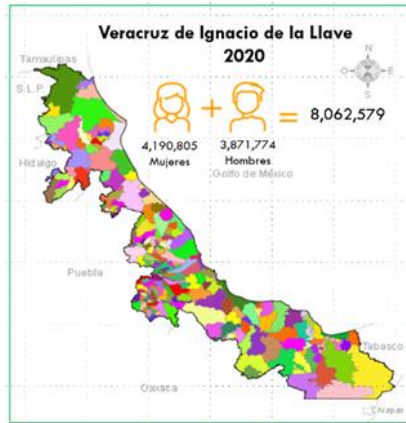 Veracruz de Ignacio de la Llave
2020
Tamaulipas
N
O E
S
S.L.P.
+ = 8,062,579
4,190,805 3,871,774
Mujeres Hombres
Hidalgo
Golfo de México
Puebla
Tabasco
Oaxaca
Chiapas